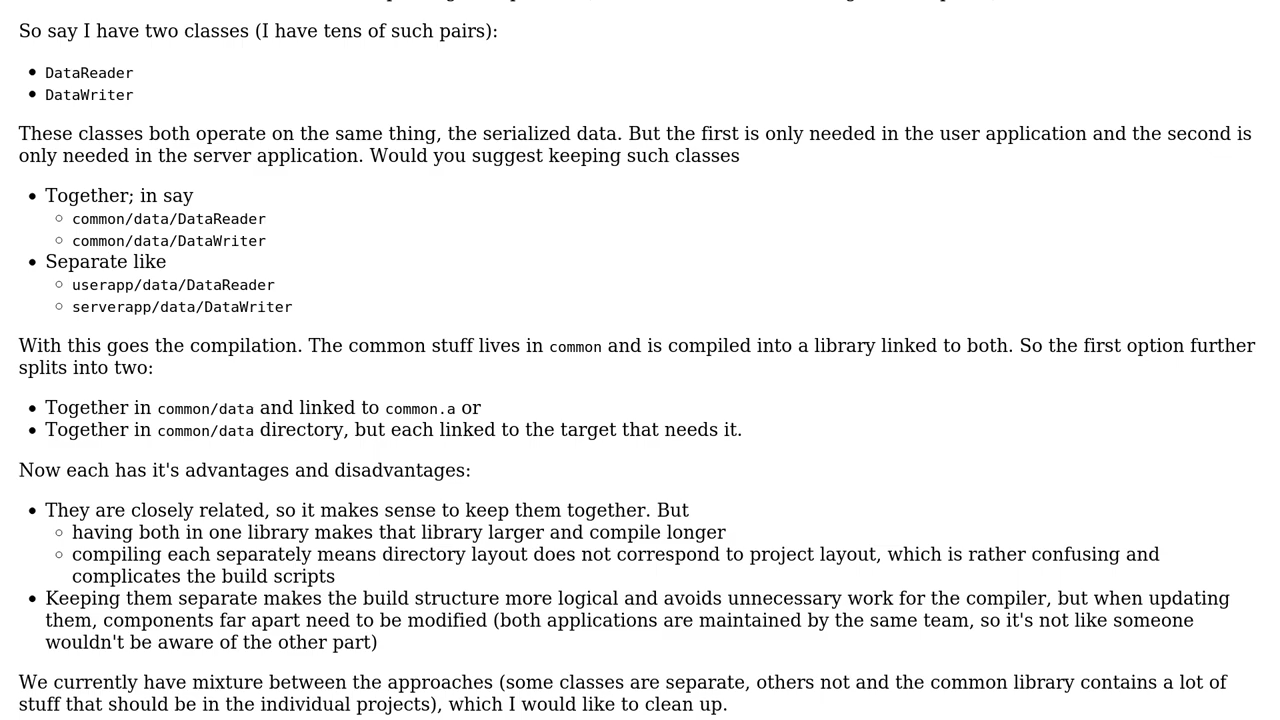 So say I have two classes (I have tens of such pairs):
DataReader
DataWriter
These classes both operate on the same thing, the serialized data. But the first is only needed in the user application and the second is
only needed in the server application. Would you suggest keeping such classes
Together; in say
common/data/DataReader
common/data/DataWriter
Separate like
userapp/data/DataReader
serverapp/data/DataWriter
With this goes the compilation. The common stuff lives in common and is compiled into a library linked to both. So the first option further
splits into two:
Together in common/data and linked to common.a or
Together in common/data directory, but each linked to the target that needs it.
Now each has it's advantages and disadvantages:
They are closely related, so it makes sense to keep them together. But
having both in one library makes that library larger and compile longer
compiling each separately means directory layout does not correspond to project layout, which is rather confusing and
complicates the build scripts
Keeping them separate makes the build structure more logical and avoids unnecessary work for the compiler, but when updating
them, components far apart need to be modified (both applications are maintained by the same team, so it's not like someone
wouldn't be aware of the other part)
We currently have mixture between the approaches (some classes are separate, others not and the common library contains a lot of
stuff that should be in the individual projects), which I would like to clean up.